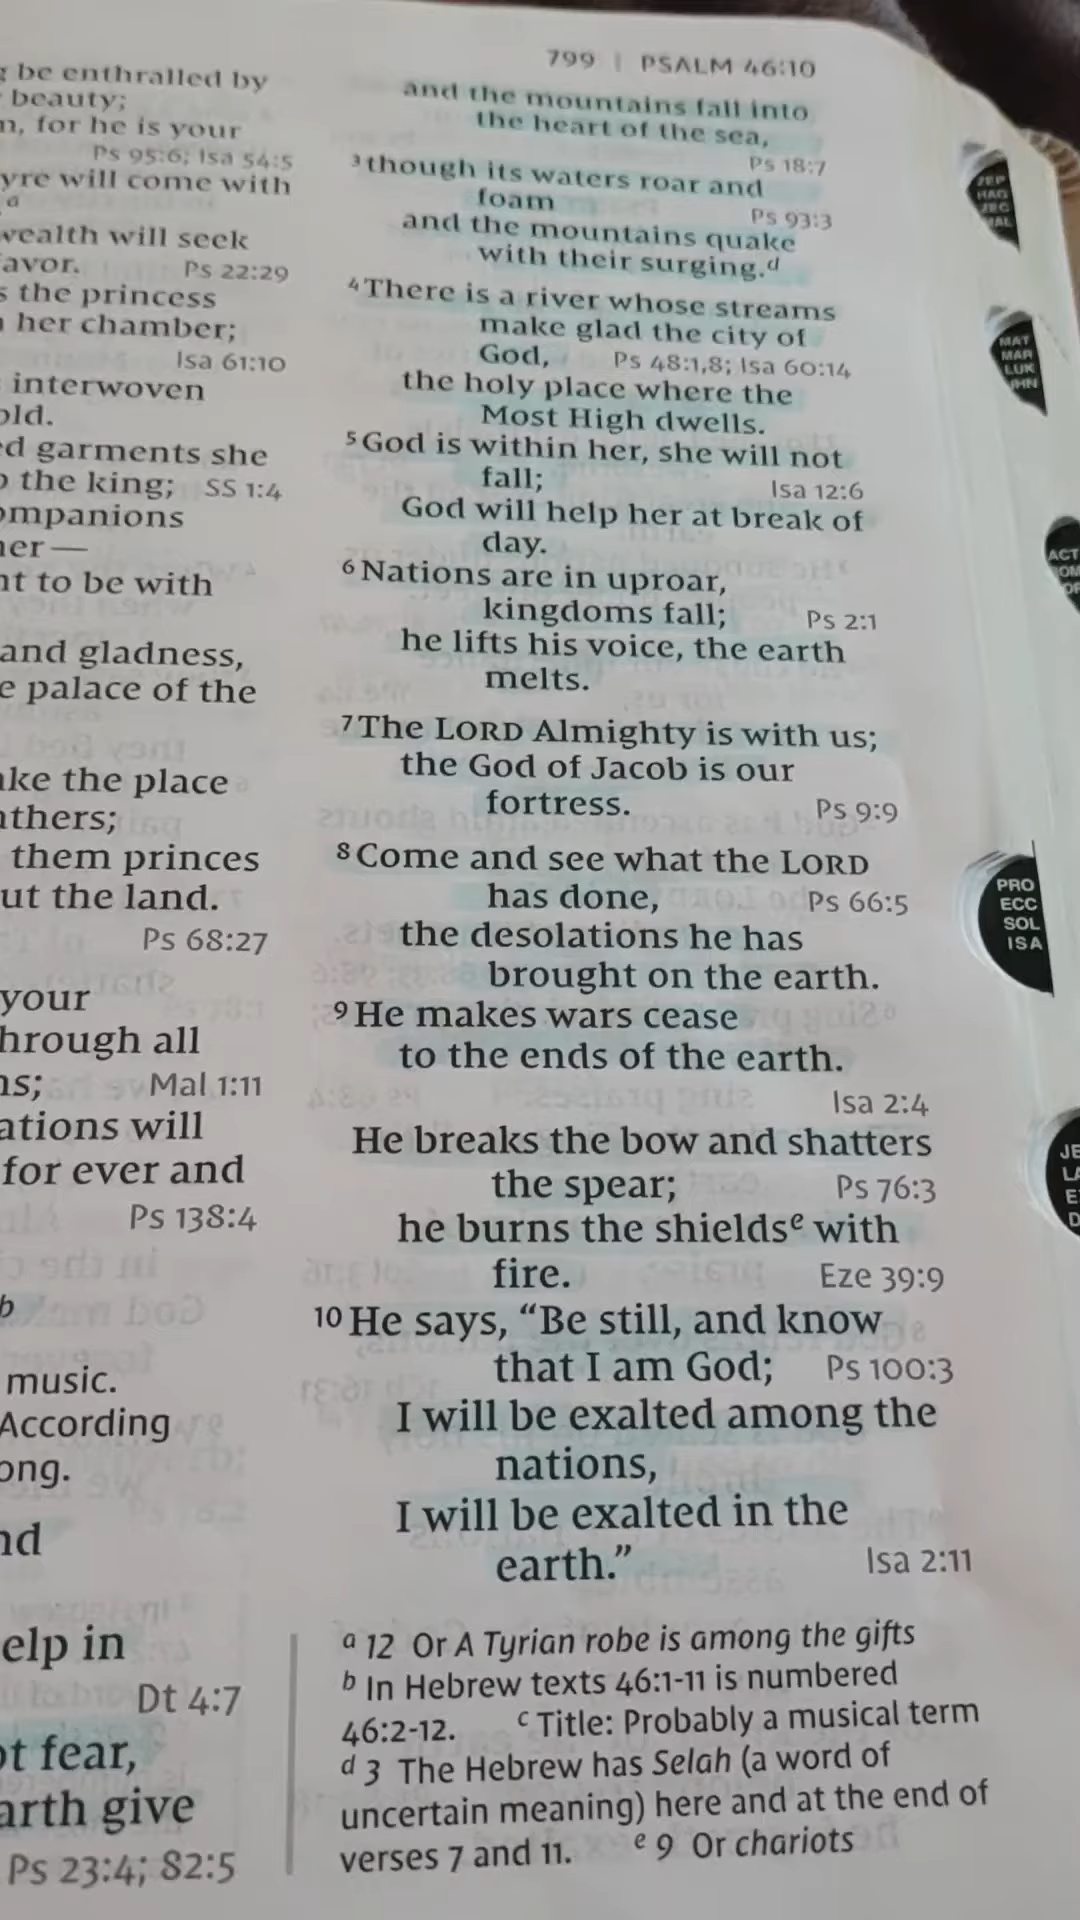 799 | PSALM 46:10
be enthralled by
beauty;
for he is your
Ps 95:6; Isa 54:5
will come with
a
wealth will seek
Ps 22:29
the princess
her chamber;
Isa 61:10
interwoven
garments she
the king; SS 1:4
to be with
and gladness,
palace of the
the place
them princes
the land.
Ps 68:27
your
all
Mal 1:11
will
for ever and
Ps 138:4
b
music.
According
in
Dt 4:7
fear,
give
Ps 23:4; 82:5
and the mountains fall into
the heart of the sea,
Ps 18:7
3 though its waters roar and
foam
Ps 93:3
and the mountains quake
with their surging.d
4 There is a river whose streams
make glad the city of
God, Ps 48:1,8; Isa 60:14
the holy place where the
Most High dwells.
5 God is within her, she will not
fall; Isa 12:6
God will help her at break of
day.
6 Nations are in uproar,
kingdoms fall; Ps 2:1
he lifts his voice, the earth
melts.
7 The LORD Almighty is with us;
the God of Jacob is our
fortress. Ps 9:9
8 Come and see what the LORD
has done, Ps 66:5
the desolations he has
brought on the earth.
9 He makes wars cease
to the ends of the earth.
Isa 2:4
He breaks the bow and shatters
the spear; Ps 76:3
he burns the shieldse with
fire. Eze 39:9
10 He says, “Be still, and know
that I am God; Ps 100:3
I will be exalted among the
nations,
I will be exalted in the
earth.” Isa 2:11
a 12 Or A Tyrian robe is among the gifts
b In Hebrew texts 46:1-11 is numbered
46:2-12. c Title: Probably a musical term
d 3 The Hebrew has Selah (a word of
uncertain meaning) here and at the end of
verses 7 and 11. e 9 Or chariots
ZEP
HAG
ZEC
MAL
MAT
MAR
LUK
JHN
ACT
PRO
ECC
SOL
ISA